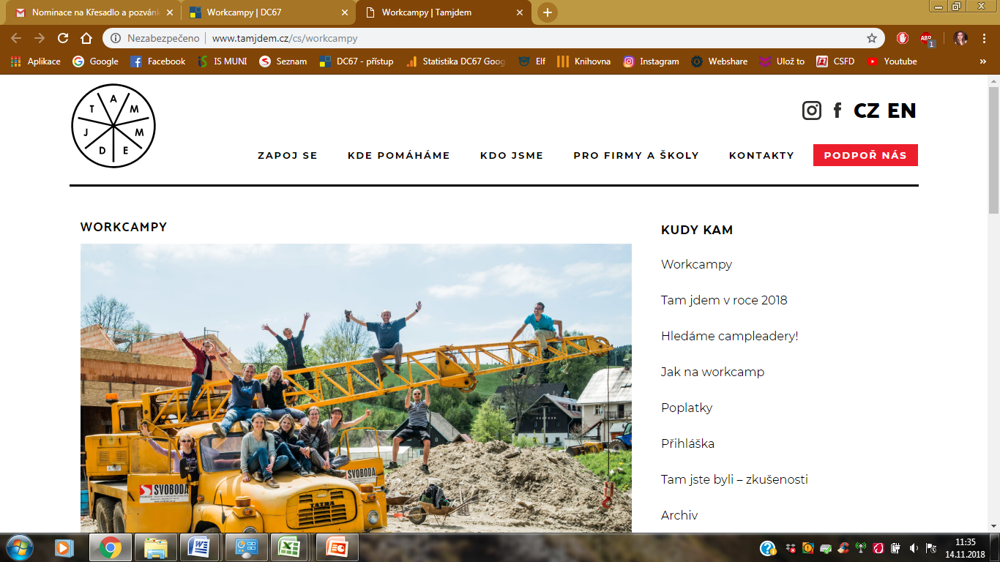 Nominace na Křesadlo a pozvánk
Workcampy | DC67
Workcampy | Tamjdem
Nezabezpečeno
www.tamjdem.cz/cs/workcampy
ABP
1
Aplikace
Google
Facebook
IS MUNI
Seznam
DC67 - přístup
Statistika DC67 Goog
Elf
Knihovna
Instagram
Webshare
Ulož to
CSFD
Youtube
»
T A M J D E M
CZ EN
ZAPOJ SE
KDE POMÁHÁME
KDO JSME
PRO FIRMY A ŠKOLY
KONTAKTY
PODPOŘ NÁS
WORKCAMPY
SVOBODA
SVOBODA
TATRA
KUDY KAM
Workcampy
Tam jdem v roce 2018
Hledáme campleadery!
Jak na workcamp
Poplatky
Přihláška
Tam jste byli – zkušenosti
Archiv
11:35
14.11.2018